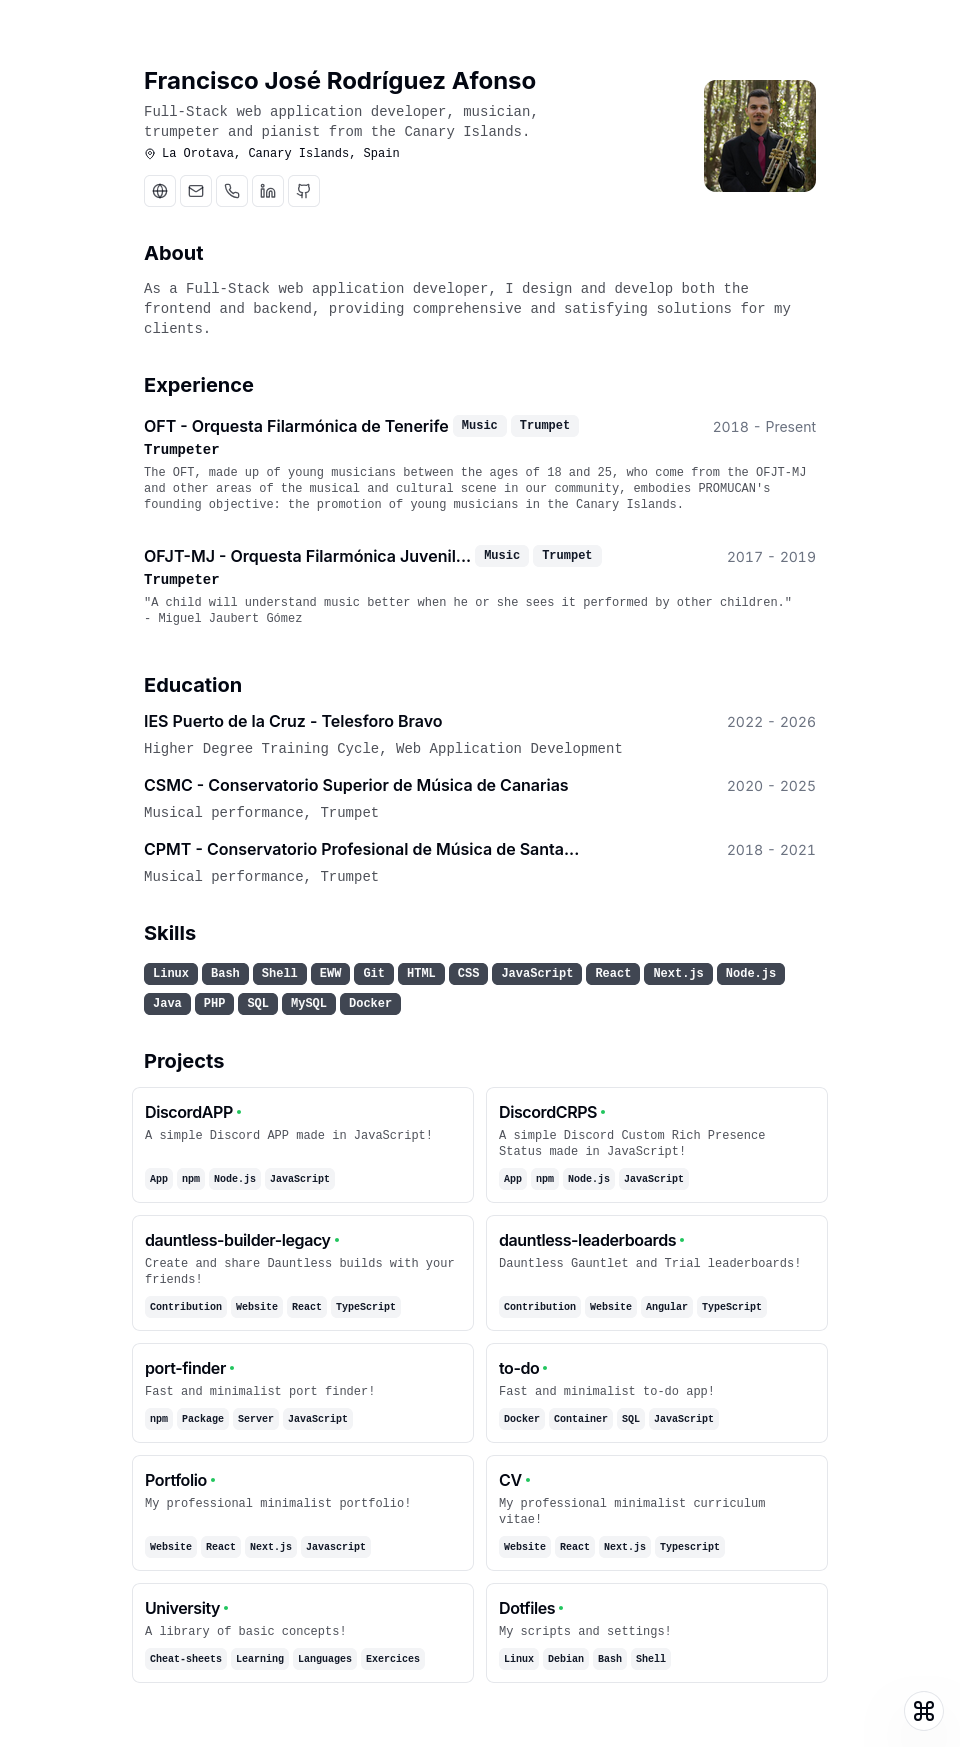 Francisco José Rodríguez Afonso
Full-Stack web application developer, musician,
trumpeter and pianist from the Canary Islands.
La Orotava, Canary Islands, Spain
About
As a Full-Stack web application developer, I design and develop both the
frontend and backend, providing comprehensive and satisfying solutions for my
clients.
Experience
OFT - Orquesta Filarmónica de Tenerife Music Trumpet 2018 - Present
Trumpeter
The OFT, made up of young musicians between the ages of 18 and 25, who come from the OFJT-MJ
and other areas of the musical and cultural scene in our community, embodies PROMUCAN's
founding objective: the promotion of young musicians in the Canary Islands.
OFJT-MJ - Orquesta Filarmónica Juvenil... Music Trumpet 2017 - 2019
Trumpeter
"A child will understand music better when he or she sees it performed by other children."
- Miguel Jaubert Gómez
Education
IES Puerto de la Cruz - Telesforo Bravo 2022 - 2026
Higher Degree Training Cycle, Web Application Development
CSMC - Conservatorio Superior de Música de Canarias 2020 - 2025
Musical performance, Trumpet
CPMT - Conservatorio Profesional de Música de Santa... 2018 - 2021
Musical performance, Trumpet
Skills
Linux Bash Shell EWW Git HTML CSS JavaScript React Next.js Node.js
Java PHP SQL MySQL Docker
Projects
DiscordAPP
A simple Discord APP made in JavaScript!
App npm Node.js JavaScript
DiscordCRPS
A simple Discord Custom Rich Presence
Status made in JavaScript!
App npm Node.js JavaScript
dauntless-builder-legacy
Create and share Dauntless builds with your
friends!
Contribution Website React TypeScript
dauntless-leaderboards
Dauntless Gauntlet and Trial leaderboards!
Contribution Website Angular TypeScript
port-finder
Fast and minimalist port finder!
npm Package Server JavaScript
to-do
Fast and minimalist to-do app!
Docker Container SQL JavaScript
Portfolio
My professional minimalist portfolio!
Website React Next.js Javascript
CV
My professional minimalist curriculum
vitae!
Website React Next.js Typescript
University
A library of basic concepts!
Cheat-sheets Learning Languages Exercices
Dotfiles
My scripts and settings!
Linux Debian Bash Shell